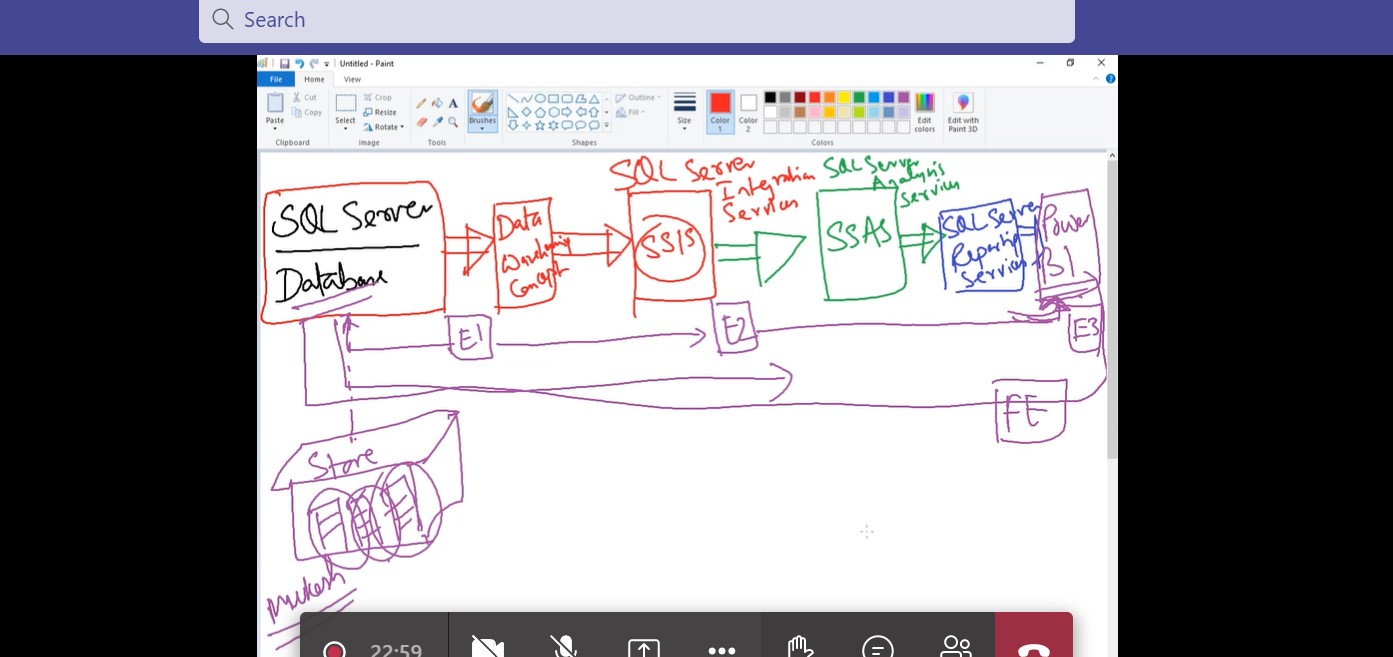 Search
Untitled - Paint
File Home View
Paste
Cut
Copy
Clipboard
Select
Crop
Resize
Rotate
Image
A
Tools
Brushes
Shapes
Outline
Fill
Size
Color 1
Color 2
Colors
Edit colors
Edit with Paint 3D
SQL Server
Database
Data
Warehousing
Concept
SQL Server
Integration
Services
SSIS
SQL Server
Analysis
Services
SSAS
SQL Server
Reporting
Services
Power
BI
E1
E2
E3
FE
Store
Mukesh
22:59